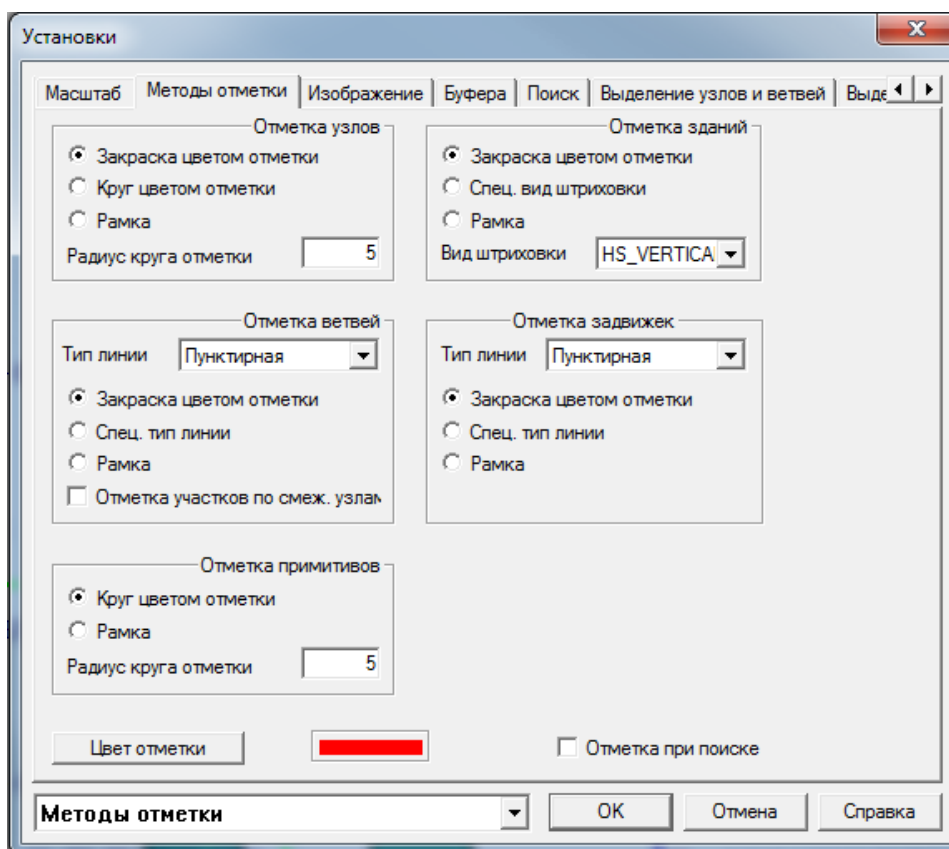 Установки
Масштаб Методы отметки Изображение Буфера Поиск Выделение узлов и ветвей Выде
Отметка узлов
Закраска цветом отметки
Круг цветом отметки
Рамка
Радиус круга отметки 5
Отметка зданий
Закраска цветом отметки
Спец. вид штриховки
Рамка
Вид штриховки HS_VERTICA
Отметка ветвей
Тип линии Пунктирная
Закраска цветом отметки
Спец. тип линии
Рамка
Отметка участков по смеж. узлам
Отметка задвижек
Тип линии Пунктирная
Закраска цветом отметки
Спец. тип линии
Рамка
Отметка примитивов
Круг цветом отметки
Рамка
Радиус круга отметки 5
Цвет отметки
Отметка при поиске
Методы отметки
OK Отмена Справка